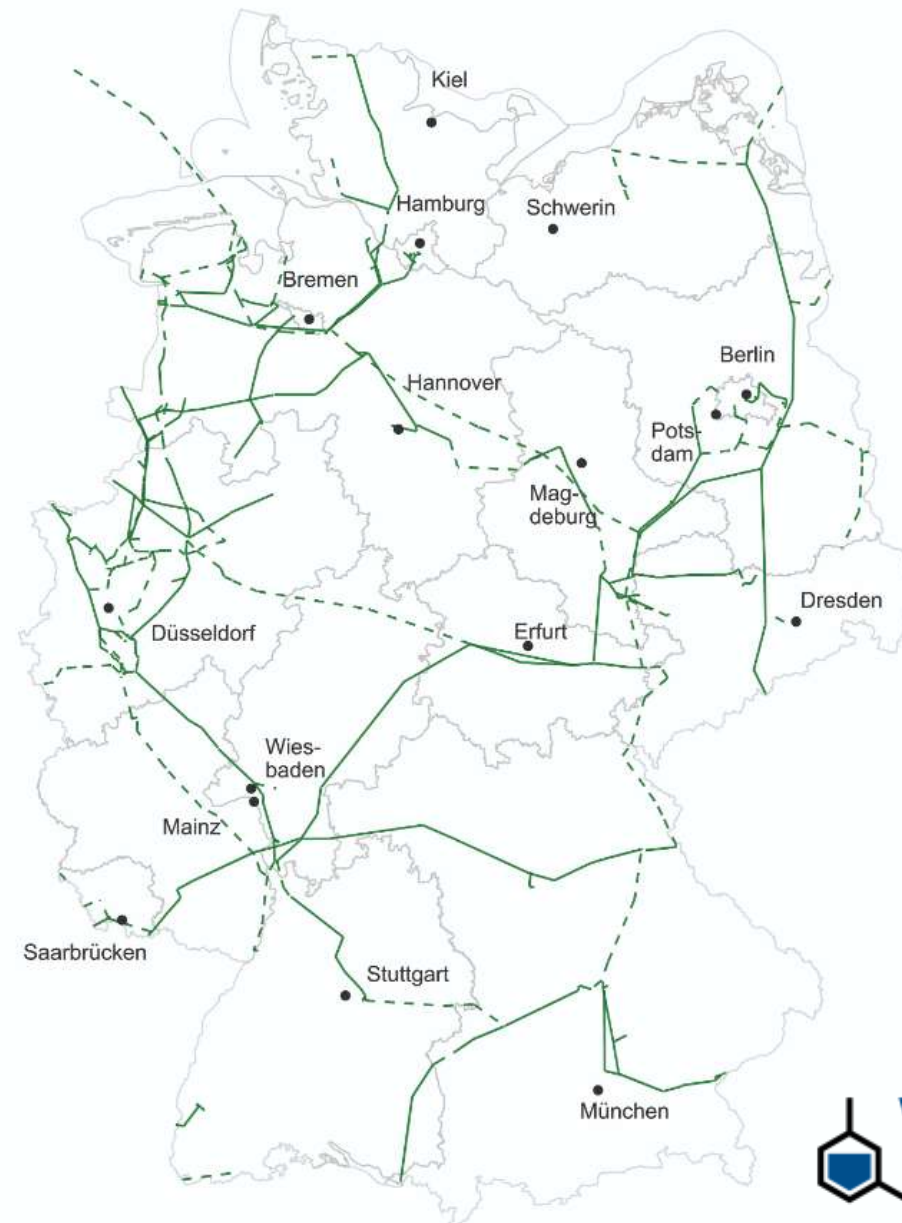 Kiel
Hamburg
Schwerin
Bremen
Berlin
Hannover
Pots-
dam
Mag-
deburg
Dresden
Düsseldorf
Erfurt
Wies-
baden
Mainz
Saarbrücken
Stuttgart
München